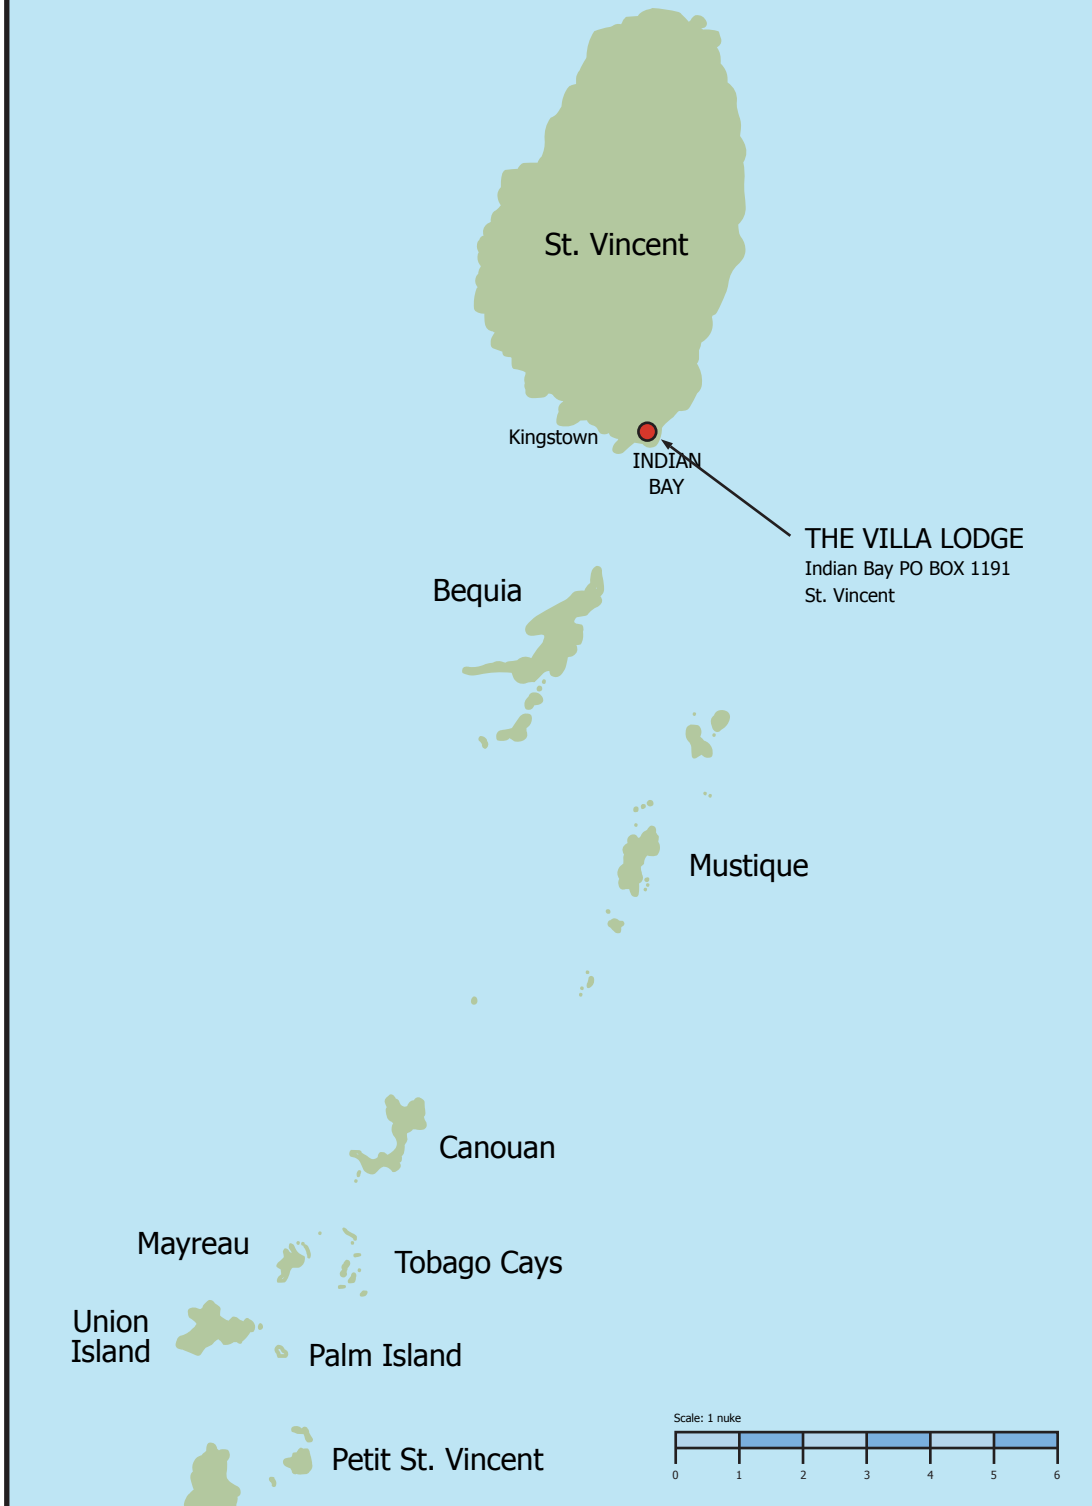 St. Vincent
Kingstown
INDIAN
BAY
THE VILLA LODGE
Indian Bay PO BOX 1191
St. Vincent
Bequia
Mustique
Canouan
Mayreau
Tobago Cays
Union
Island
Palm Island
Petit St. Vincent
Scale: 1 nuke
0 1 2 3 4 5 6